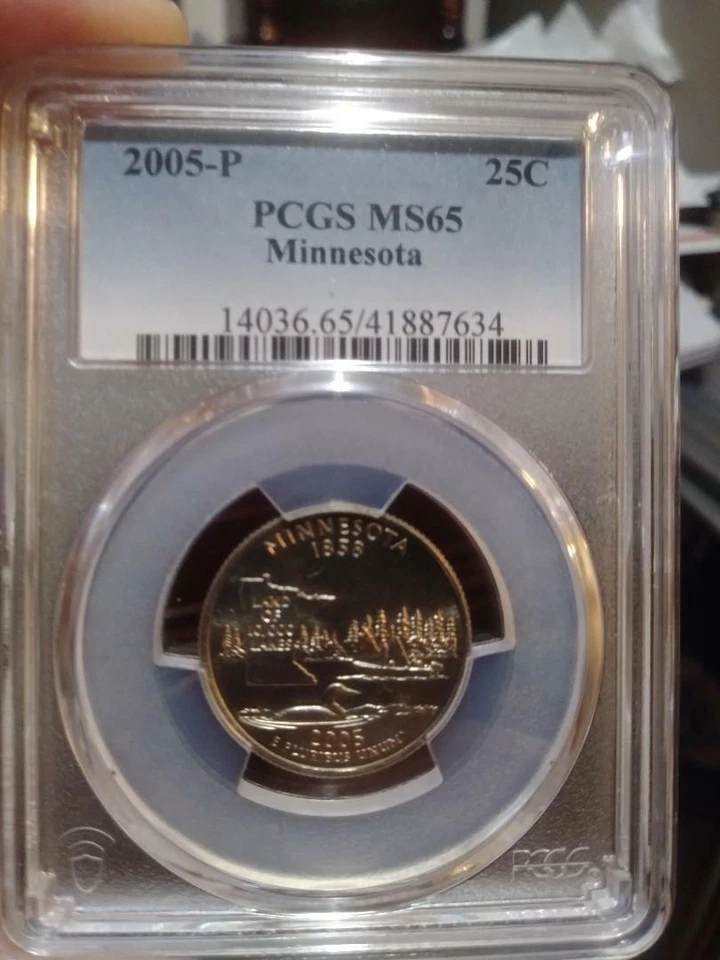 2005-P 25C
PCGS MS65
Minnesota
14036.65/41887634
MINNESOTA
1858
LAND
OF
10,000
LAKES
2005
E PLURIBUS UNUM
PCGS